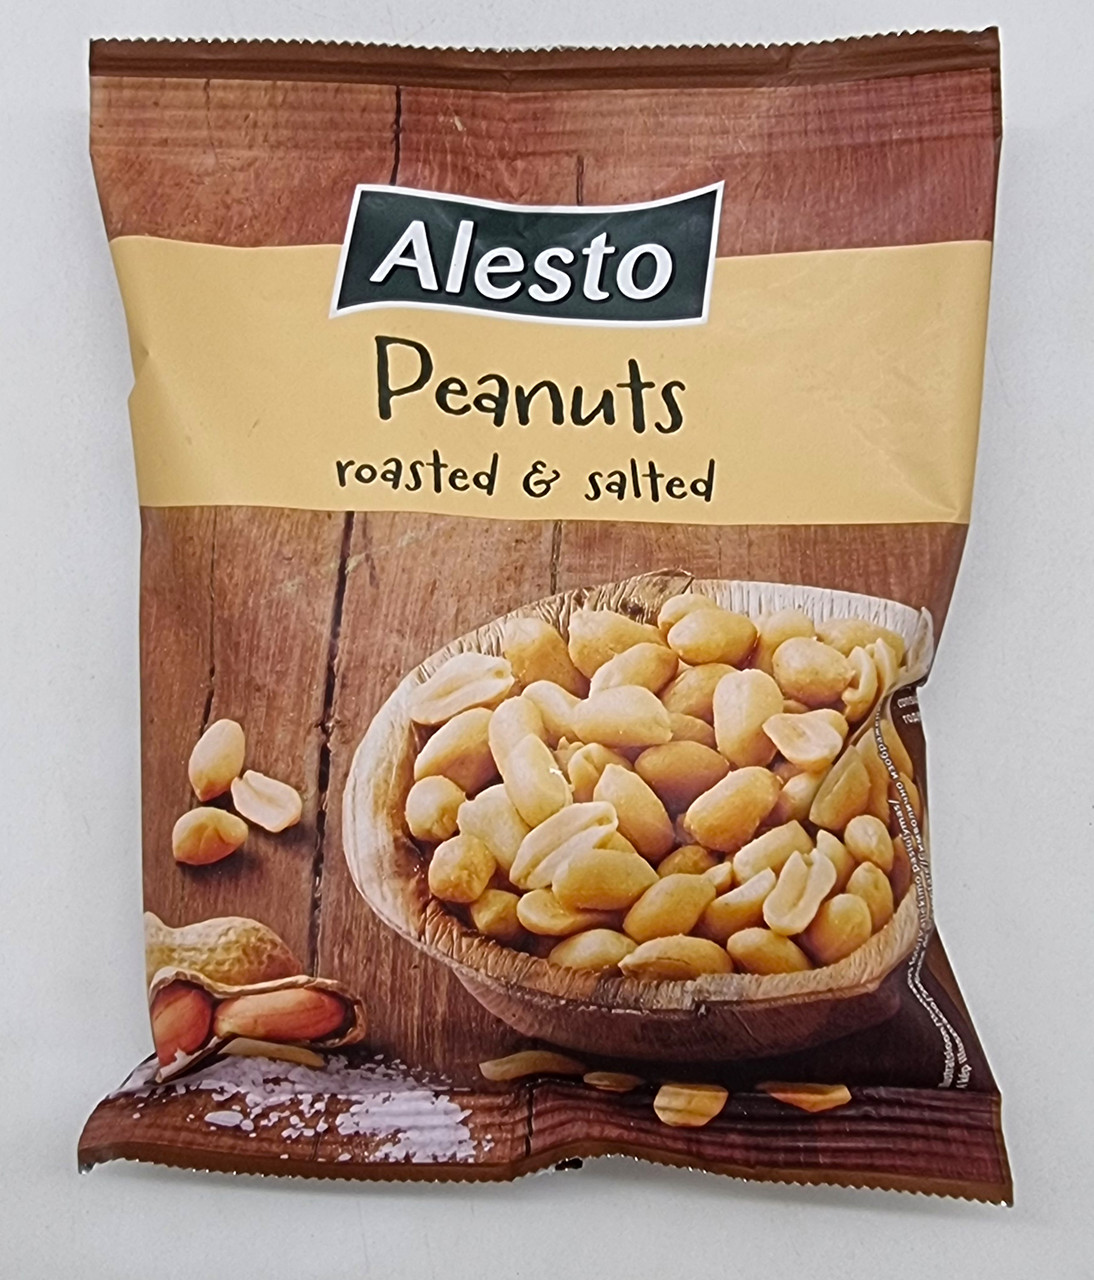 Alesto
Peanuts
roasted & salted